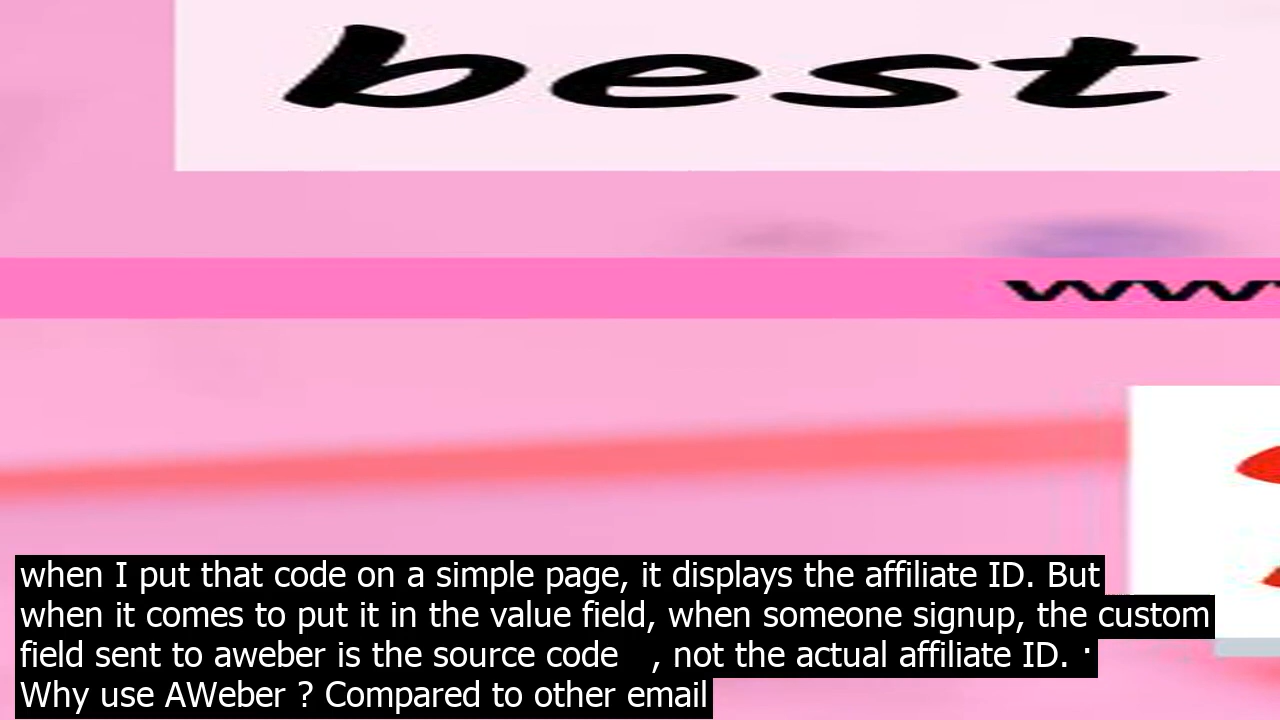 best
when I put that code on a simple page, it displays the affiliate ID. But
when it comes to put it in the value field, when someone signup, the custom
field sent to aweber is the source code , not the actual affiliate ID. ·
Why use AWeber ? Compared to other email